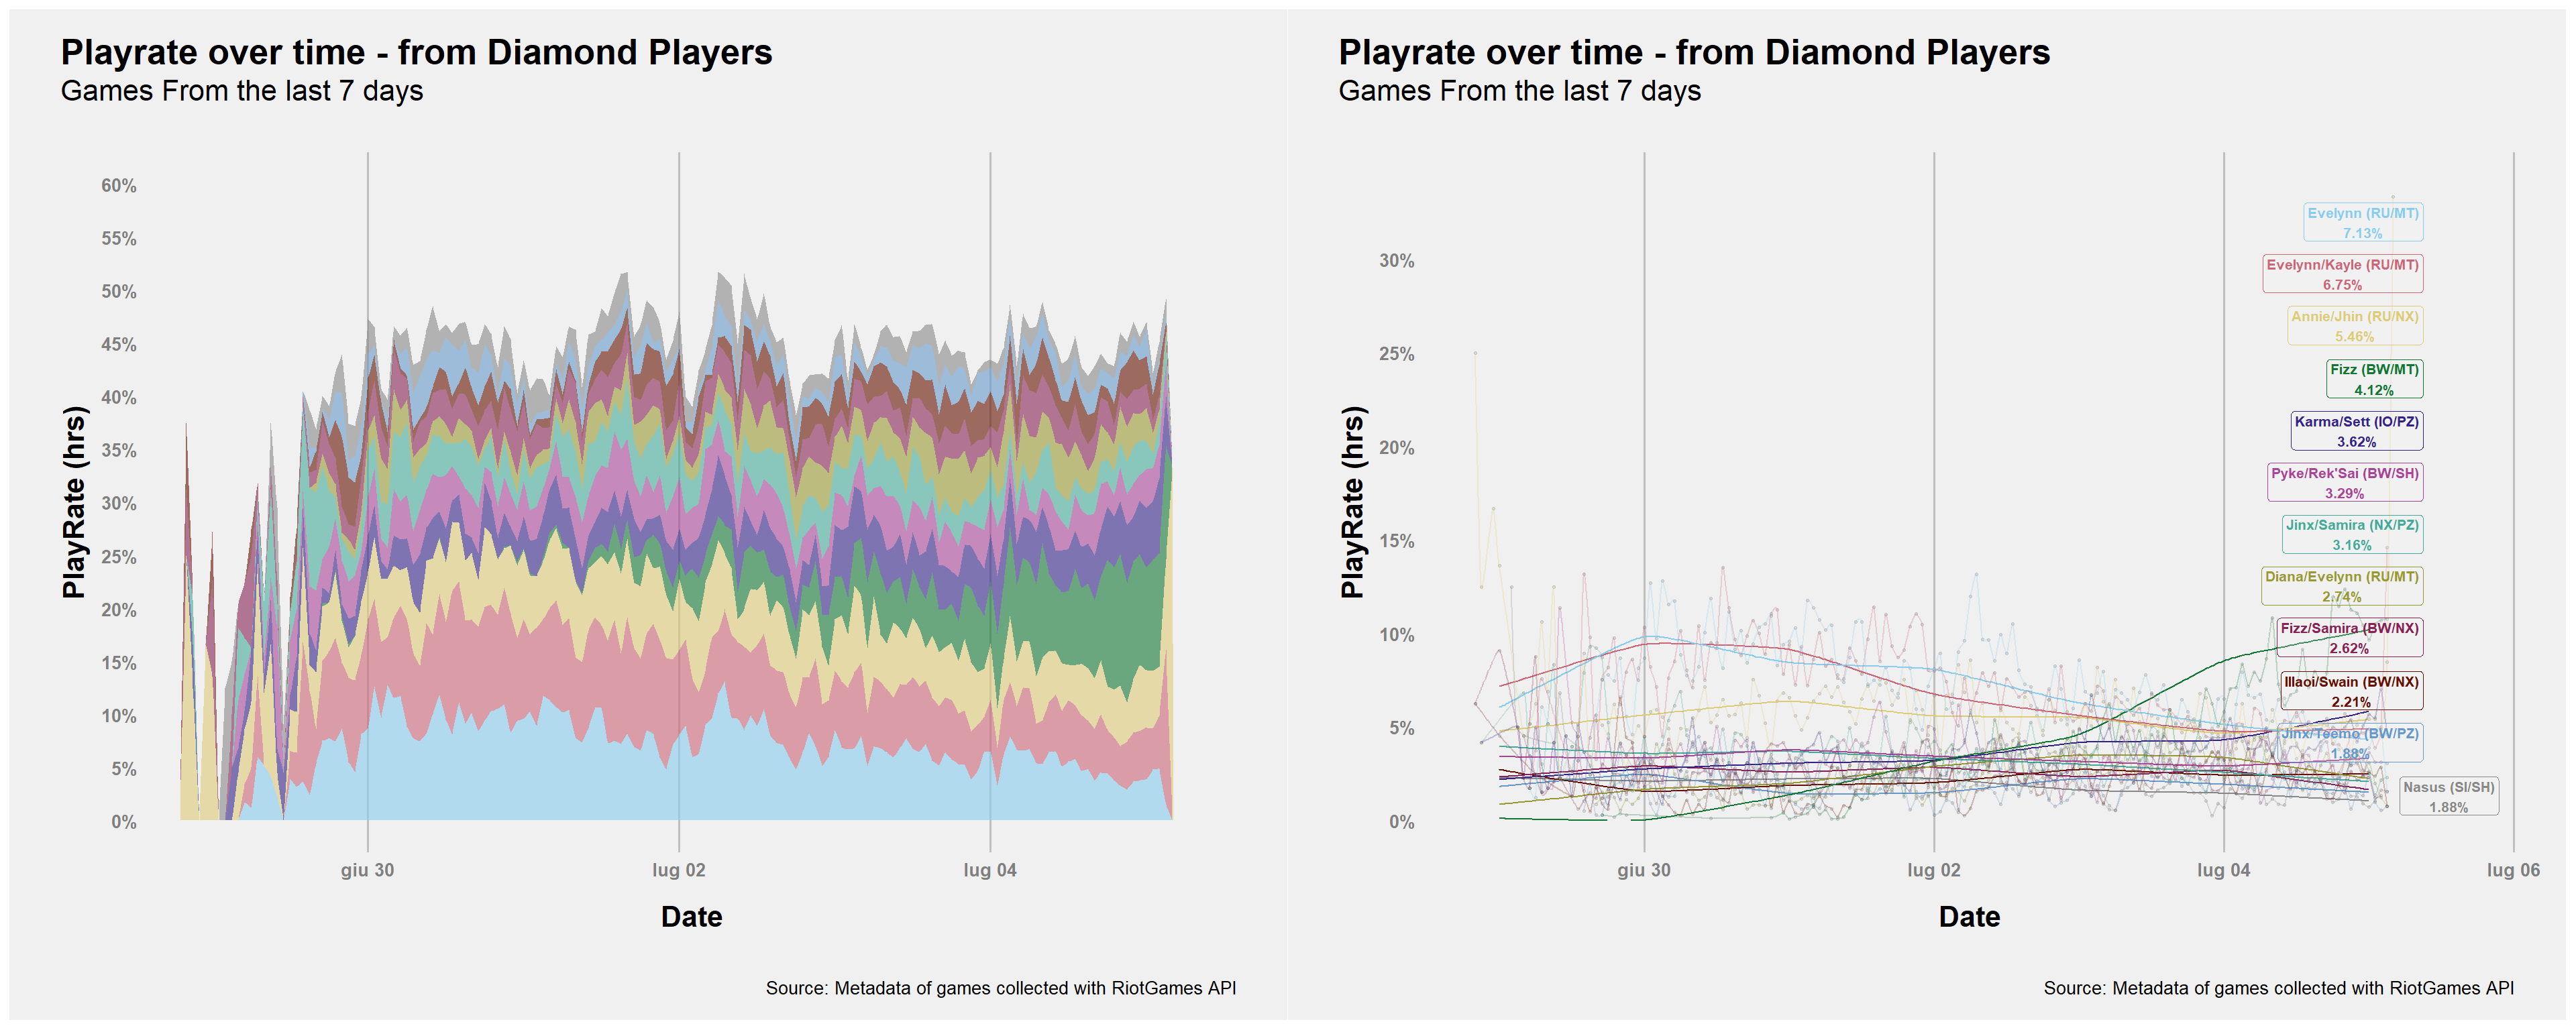 Playrate over time - from Diamond Players
Games From the last 7 days
60%
55%
50%
45%
40%
35%
30%
25%
20%
15%
10%
5%
0%
PlayRate (hrs)
giu 30
lug 02
lug 04
Date
Source: Metadata of games collected with RiotGames API
Playrate over time - from Diamond Players
Games From the last 7 days
30%
25%
20%
15%
10%
5%
0%
PlayRate (hrs)
Evelynn (RU/MT)
7.13%
Evelynn/Kayle (RU/MT)
6.75%
Annie/Jhin (RU/NX)
5.46%
Fizz (BW/MT)
4.12%
Karma/Sett (IO/PZ)
3.62%
Pyke/Rek'Sai (BW/SH)
3.29%
Jinx/Samira (NX/PZ)
3.16%
Diana/Evelynn (RU/MT)
2.74%
Fizz/Samira (BW/NX)
2.62%
Illaoi/Swain (BW/NX)
2.21%
Jinx/Teemo (BW/PZ)
1.88%
Nasus (SI/SH)
1.88%
giu 30
lug 02
lug 04
lug 06
Date
Source: Metadata of games collected with RiotGames API